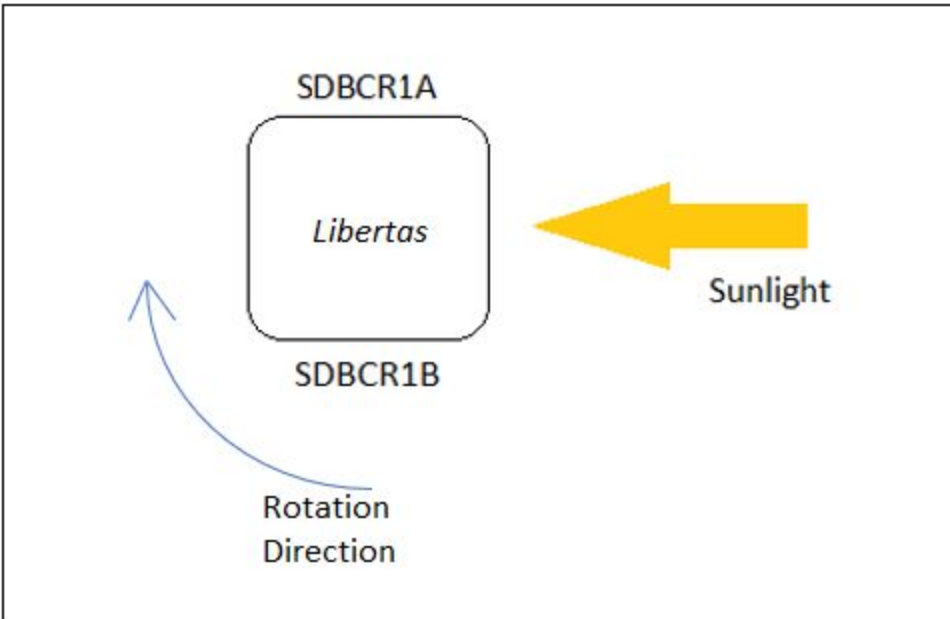 SDBCR1A
Libertas
Sunlight
SDBCR1B
Rotation
Direction